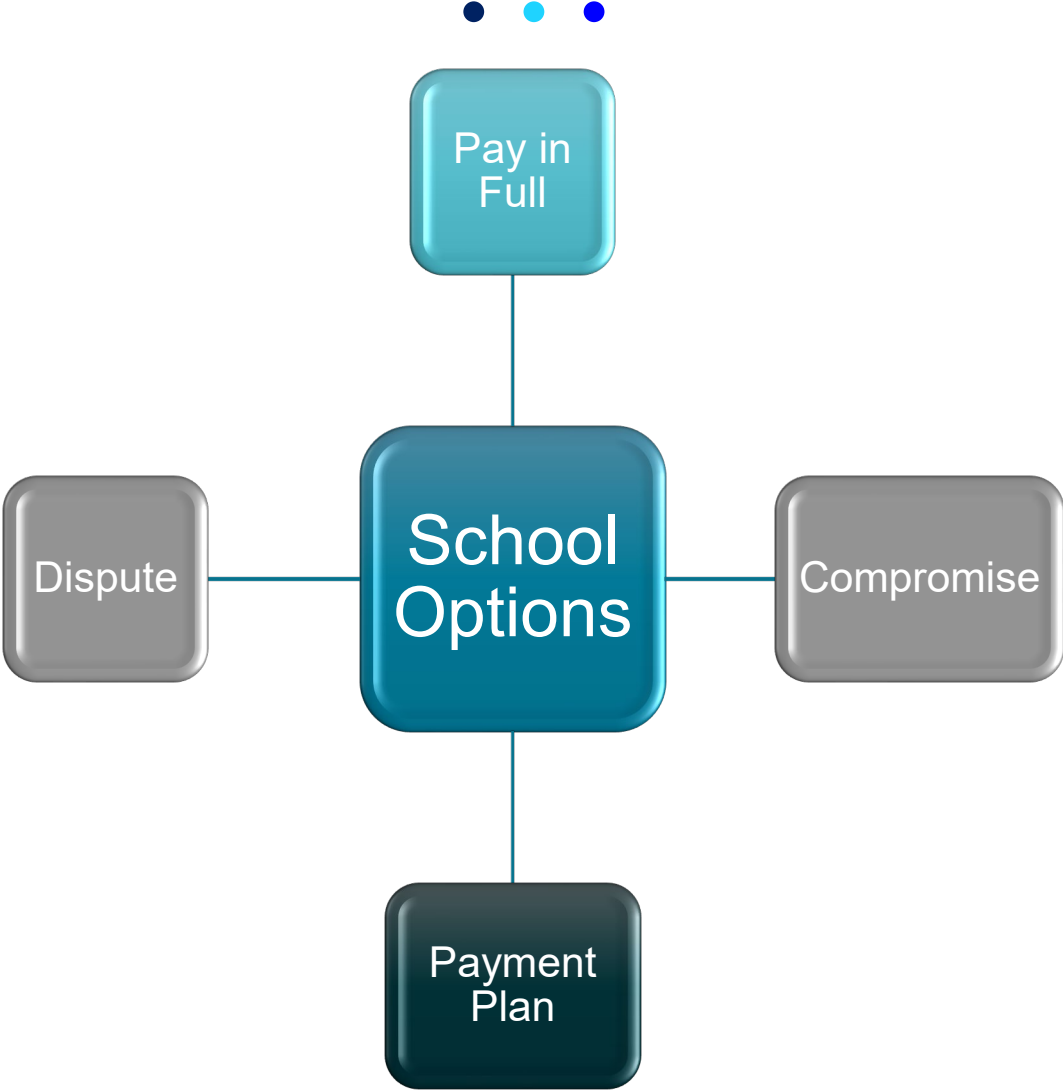 Pay in
Full
Dispute
School
Options
Compromise
Payment
Plan